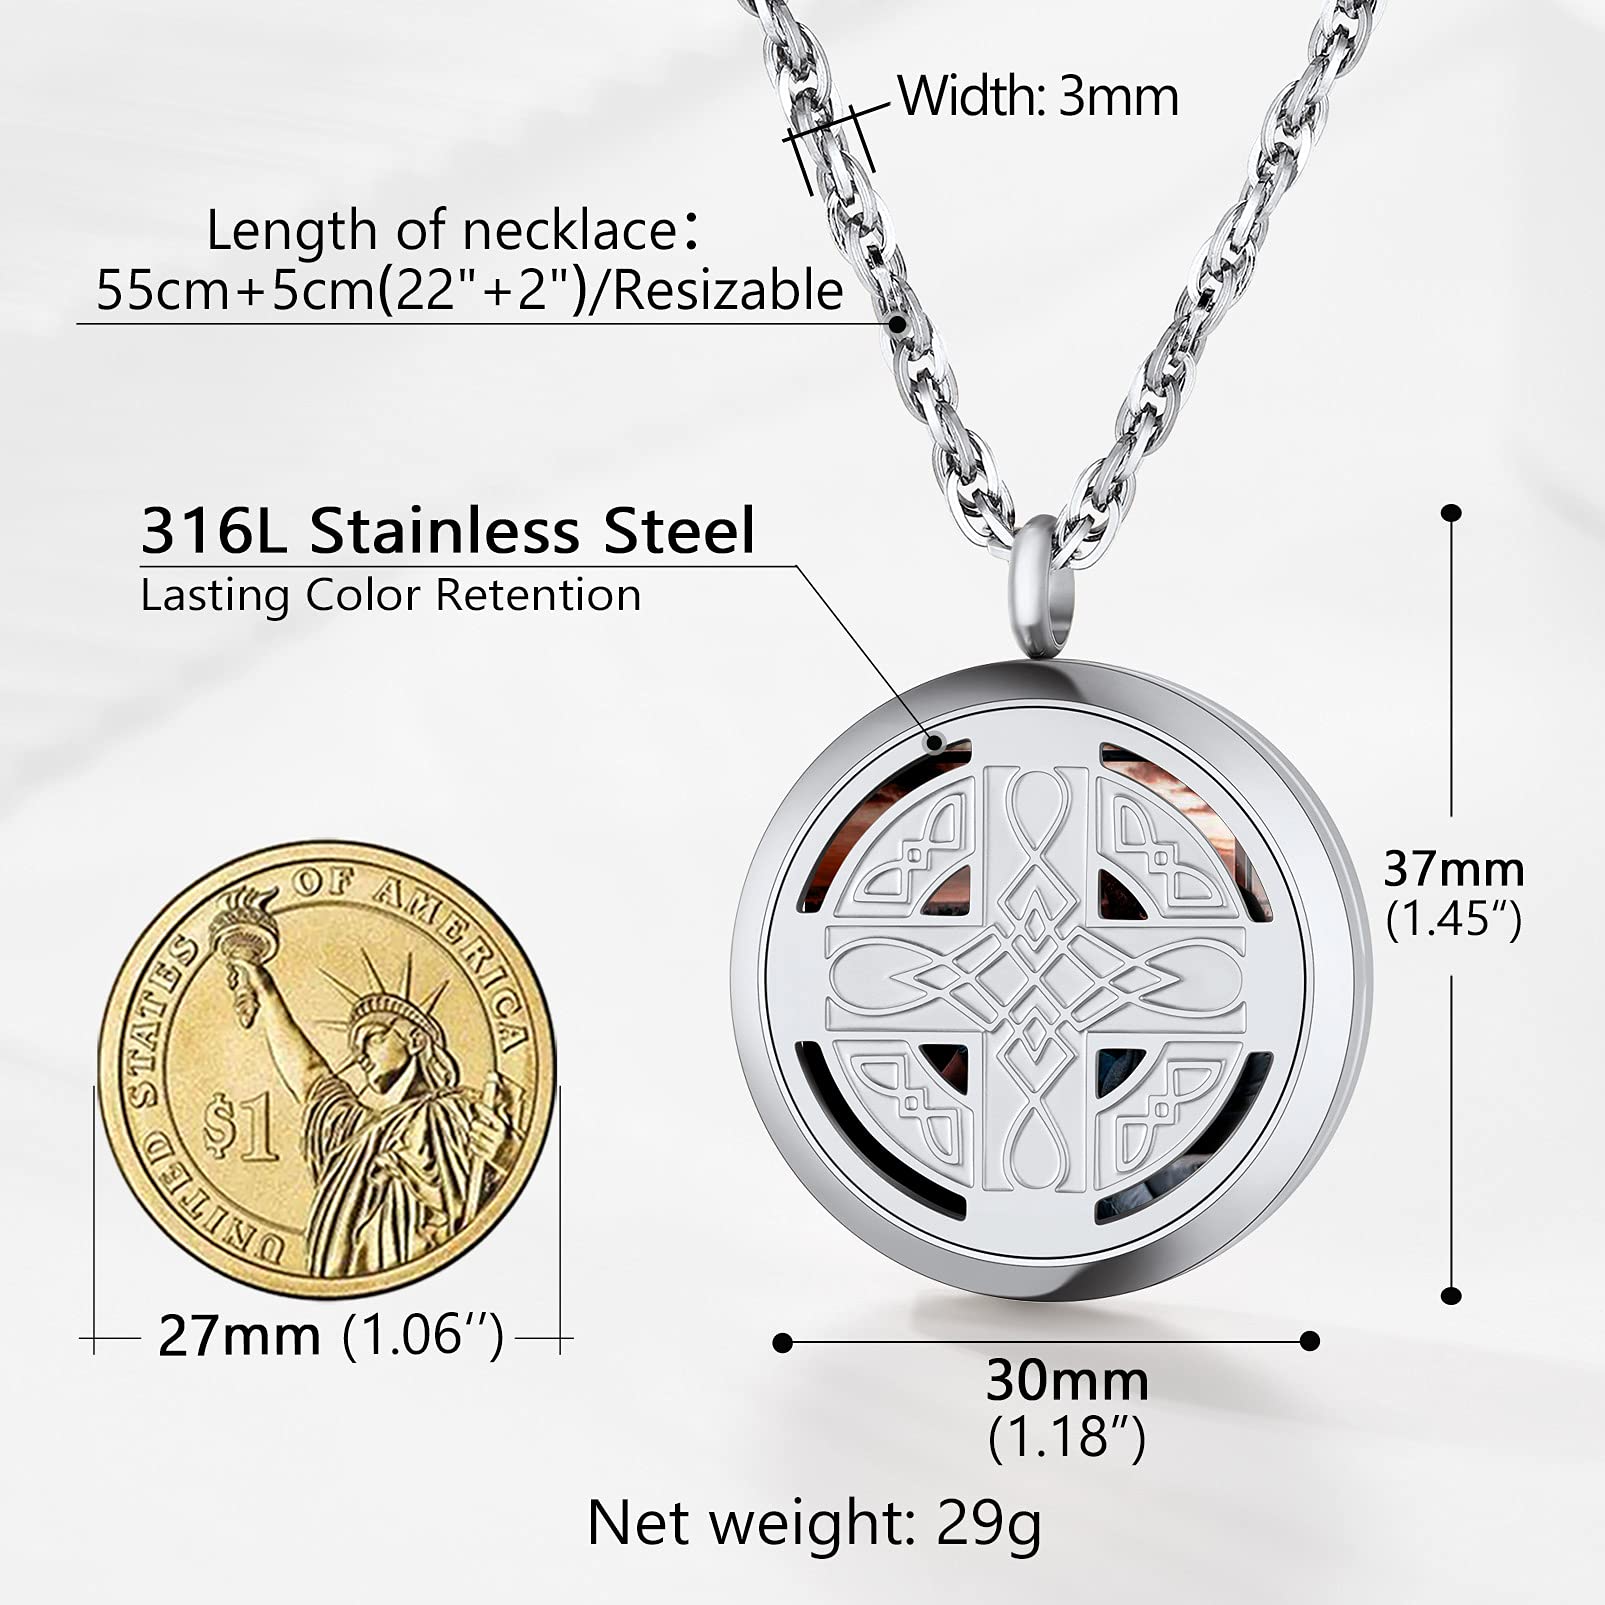 Width: 3mm
Length of necklace:
55cm+5cm(22"+2")/Resizable
316L Stainless Steel
Lasting Color Retention
37mm
(1.45“)
UNITED STATES OF AMERICA
$1
27mm (1.06’’)
30mm
(1.18”)
Net weight: 29g